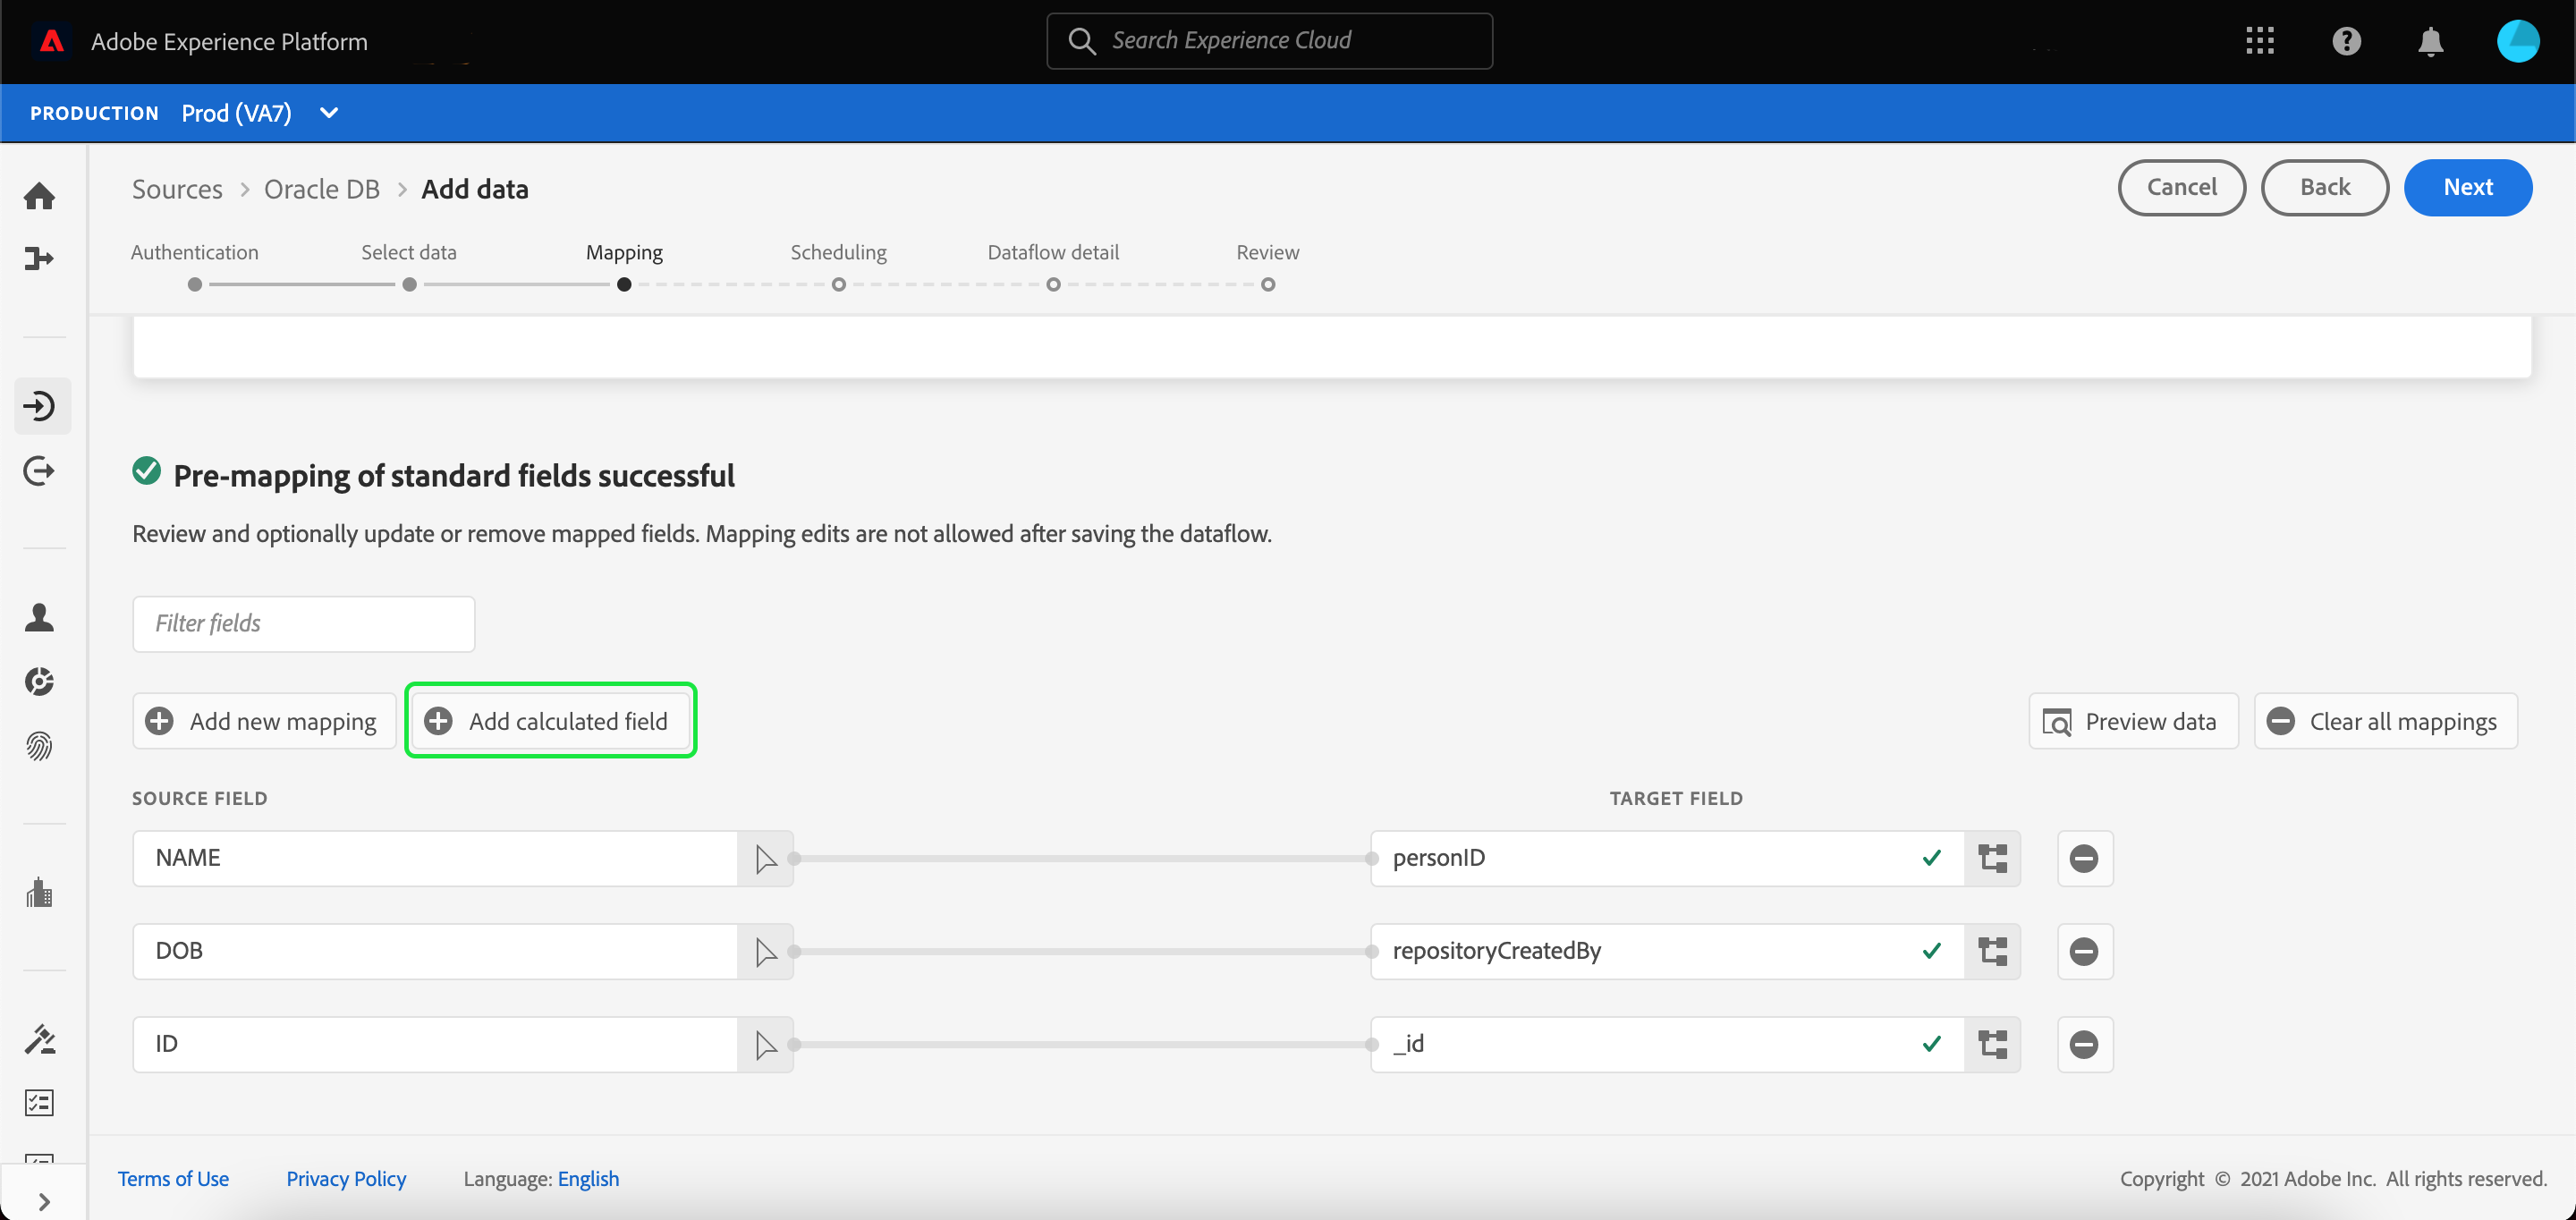 Adobe Experience Platform
Search Experience Cloud
PRODUCTION Prod (VA7)
Sources > Oracle DB > Add data
Cancel Back Next
Authentication Select data Mapping Scheduling Dataflow detail Review
Pre-mapping of standard fields successful
Review and optionally update or remove mapped fields. Mapping edits are not allowed after saving the dataflow.
Filter fields
Add new mapping Add calculated field Preview data Clear all mappings
SOURCE FIELD TARGET FIELD
NAME personID
DOB repositoryCreatedBy
ID _id
Terms of Use Privacy Policy Language: English Copyright © 2021 Adobe Inc. All rights reserved.